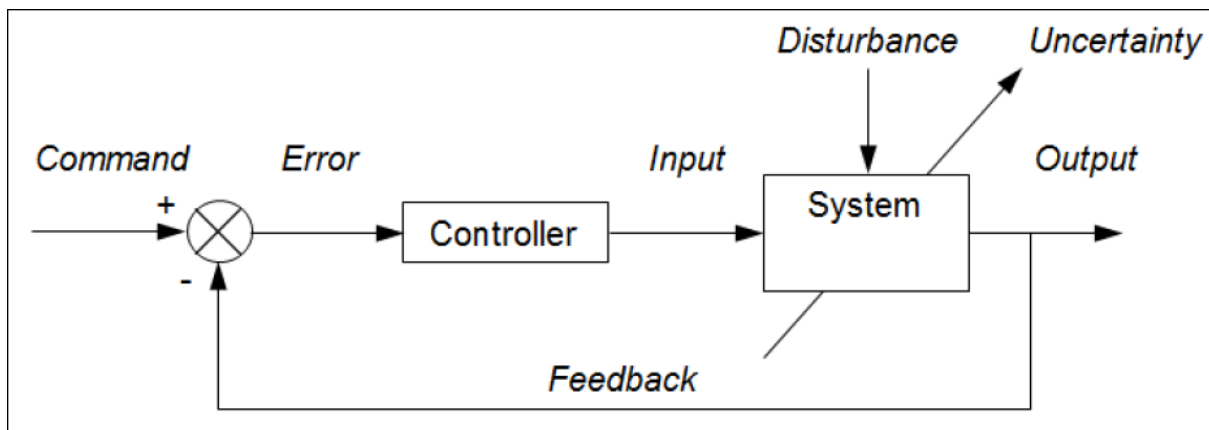 Disturbance Uncertainty
Command Error Input Output
+
System
Controller
-
Feedback